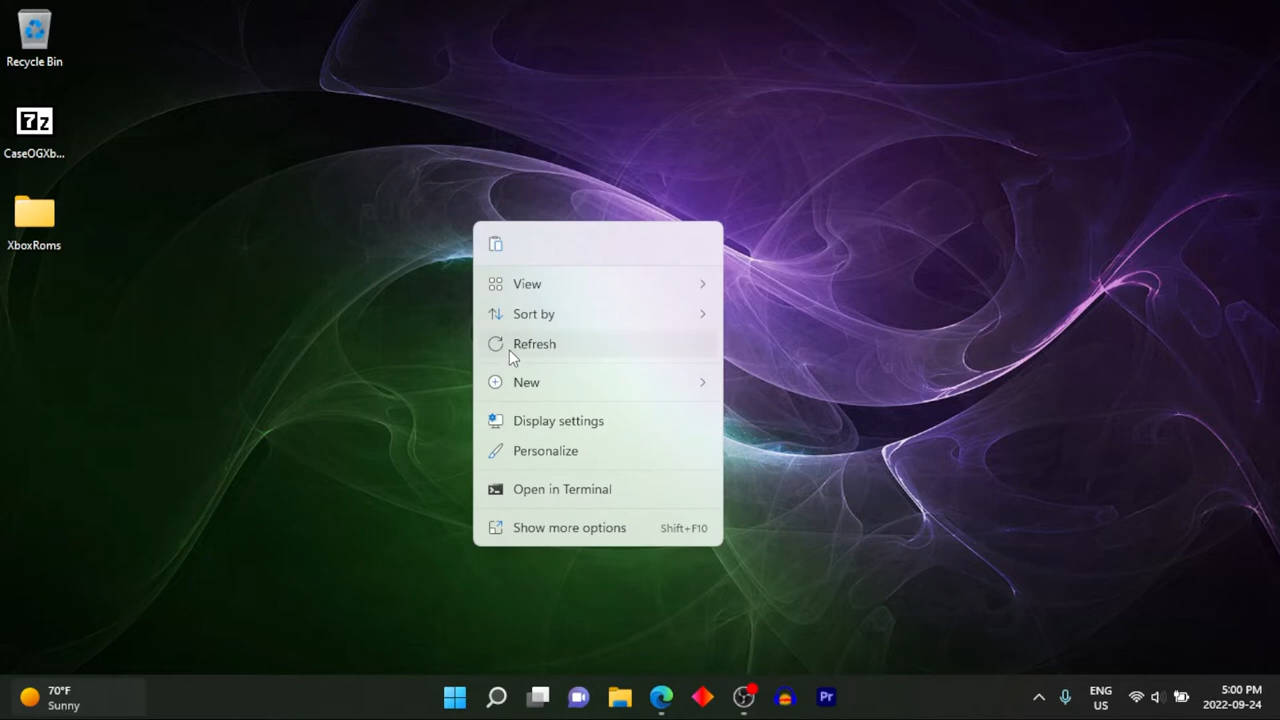 Recycle Bin
7z
CaseOGXb...
XboxRoms
View
Sort by
Refresh
New
Display settings
Personalize
Open in Terminal
Show more options Shift+F10
70°F
Sunny
Pr
ENG
US
5:00 PM
2022-09-24